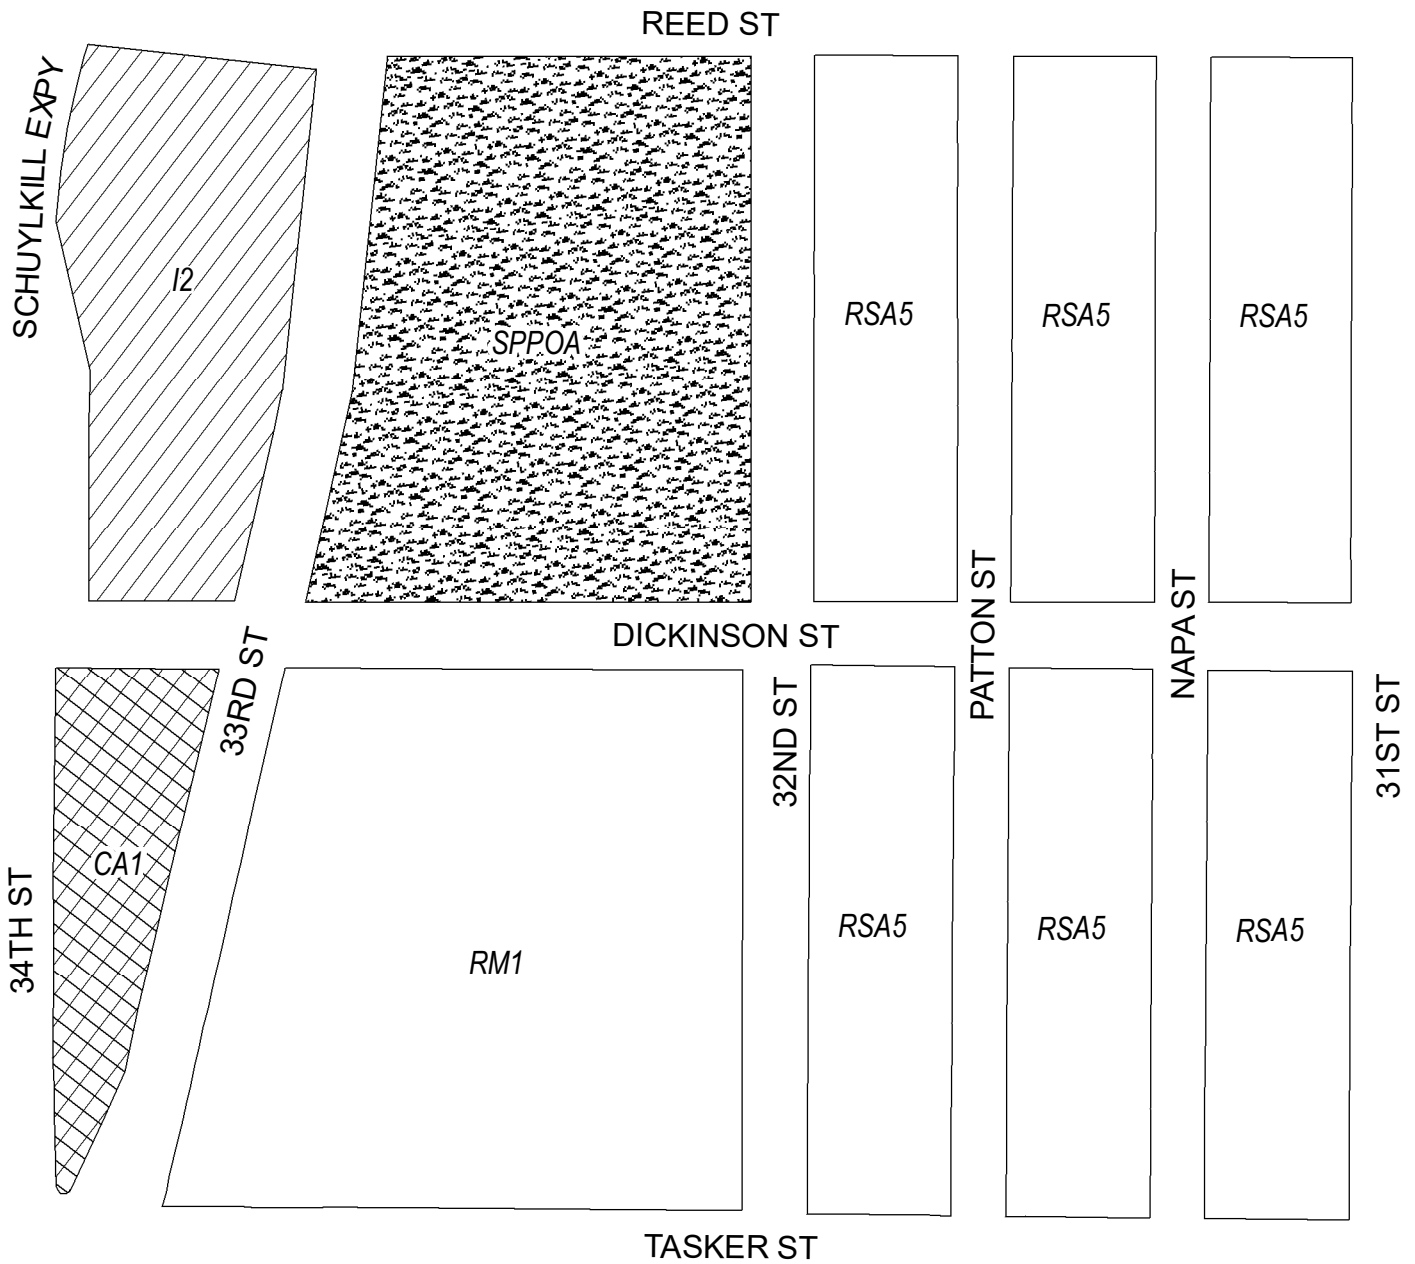 REED ST
SCHUYLKILL EXPY
I2
SPPOA
RSA5
RSA5
RSA5
DICKINSON ST
33RD ST
32ND ST
PATTON ST
NAPA ST
31ST ST
34TH ST
CA1
RM1
RSA5
RSA5
RSA5
TASKER ST